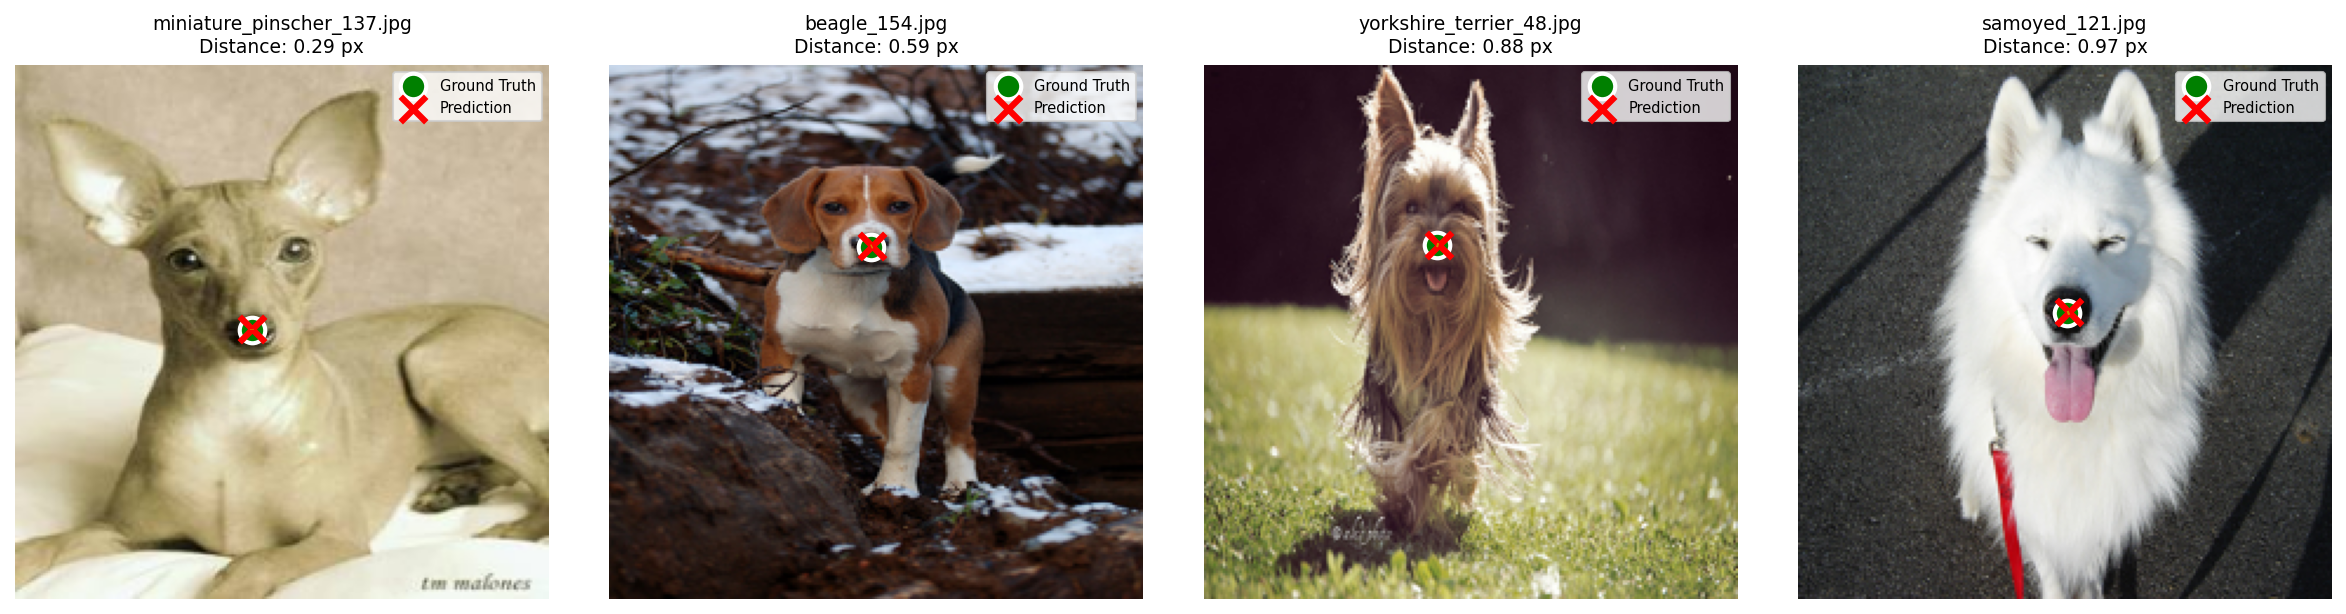 miniature_pinscher_137.jpg
Distance: 0.29 px
Ground Truth
Prediction
tm malones
beagle_154.jpg
Distance: 0.59 px
Ground Truth
Prediction
yorkshire_terrier_48.jpg
Distance: 0.88 px
Ground Truth
Prediction
samoyed_121.jpg
Distance: 0.97 px
Ground Truth
Prediction